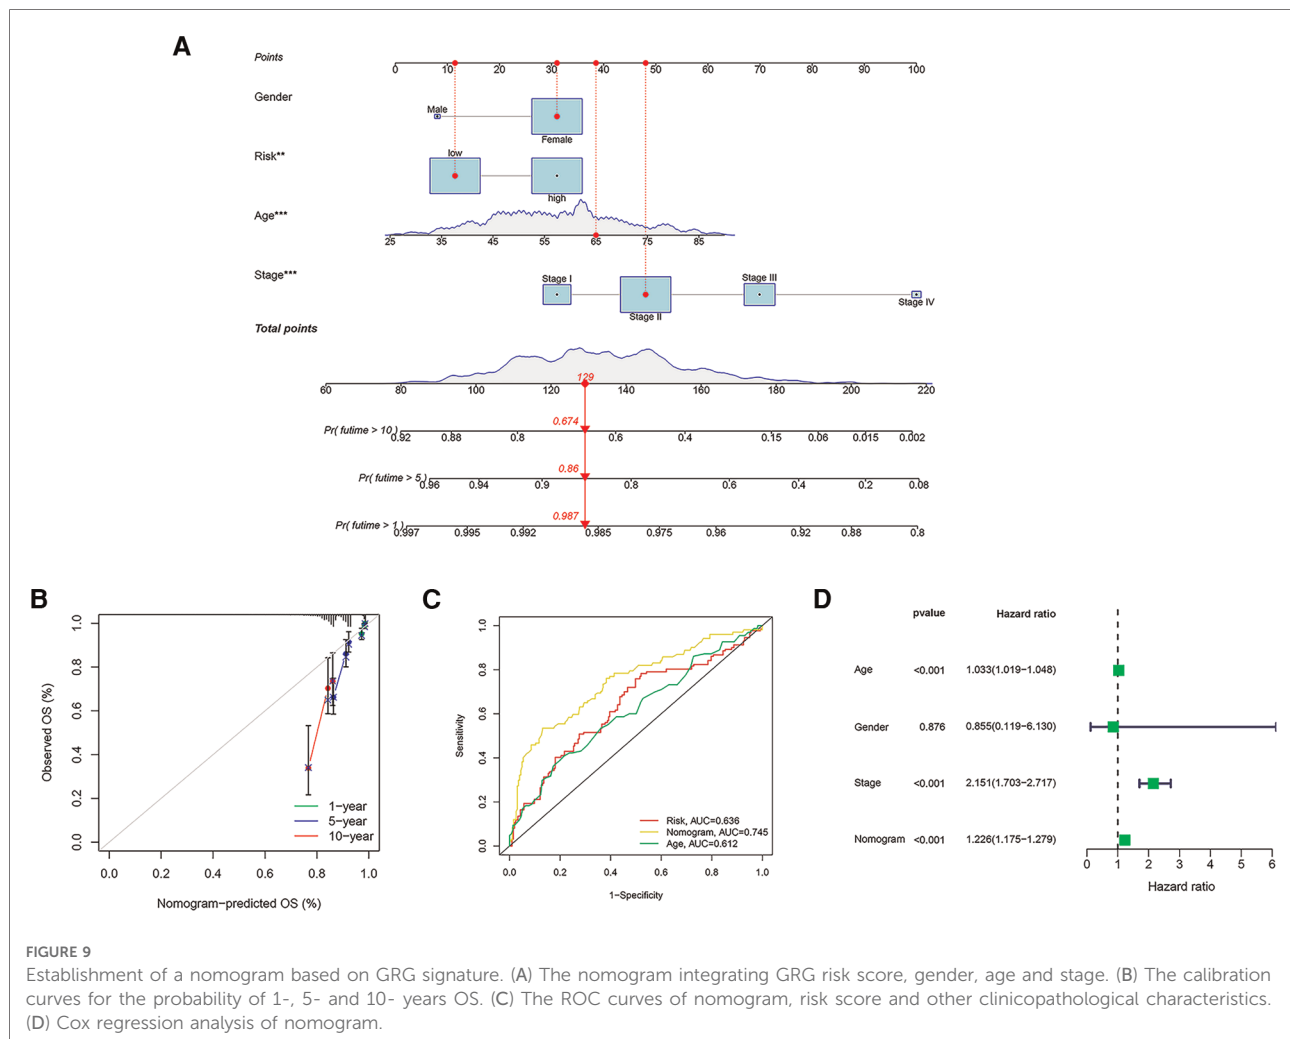 A
Points
0 10 20 30 40 50 60 70 80 90 100
Gender
Male
Female
Risk**
low
high
Age***
25 35 45 55 65 75 85
Stage***
Stage I
Stage II
Stage III
Stage IV
Total points
129
60 80 100 120 140 160 180 200 220
0.674
Pr( futime > 10 )
0.92 0.88 0.8 0.6 0.4 0.15 0.06 0.015 0.002
0.86
Pr( futime > 5 )
0.96 0.94 0.9 0.8 0.6 0.4 0.2 0.08
0.987
Pr( futime > 1 )
0.997 0.995 0.992 0.985 0.975 0.96 0.92 0.88 0.8
B
Observed OS (%)
1.0
0.8
0.6
0.4
0.2
0.0
1-year
5-year
10-year
0.0 0.2 0.4 0.6 0.8 1.0
Nomogram-predicted OS (%)
C
Sensitivity
1.0
0.8
0.6
0.4
0.2
0.0
Risk, AUC=0.636
Nomogram, AUC=0.745
Age, AUC=0.612
0.0 0.2 0.4 0.6 0.8 1.0
1-Specificity
D
pvalue Hazard ratio
Age <0.001 1.033(1.019-1.048)
Gender 0.876 0.855(0.119-6.130)
Stage <0.001 2.151(1.703-2.717)
Nomogram <0.001 1.226(1.175-1.279)
0 1 2 3 4 5 6
Hazard ratio
FIGURE 9
Establishment of a nomogram based on GRG signature. (A) The nomogram integrating GRG risk score, gender, age and stage. (B) The calibration
curves for the probability of 1-, 5- and 10- years OS. (C) The ROC curves of nomogram, risk score and other clinicopathological characteristics.
(D) Cox regression analysis of nomogram.